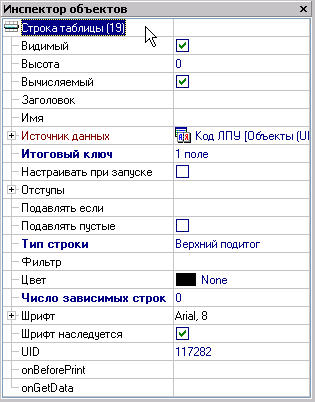 Инспектор объектов
Строка таблицы (19)
Видимый
Высота 0
Вычисляемый
Заголовок
Имя
Источник данных Код ЛПУ [Объекты (UI
Итоговый ключ 1 поле
Настраивать при запуске
Отступы
Подавлять если
Подавлять пустые
Тип строки Верхний подитог
Фильтр
Цвет None
Число зависимых строк 0
Шрифт Arial, 8
Шрифт наследуется
UID 117282
onBeforePrint
onGetData